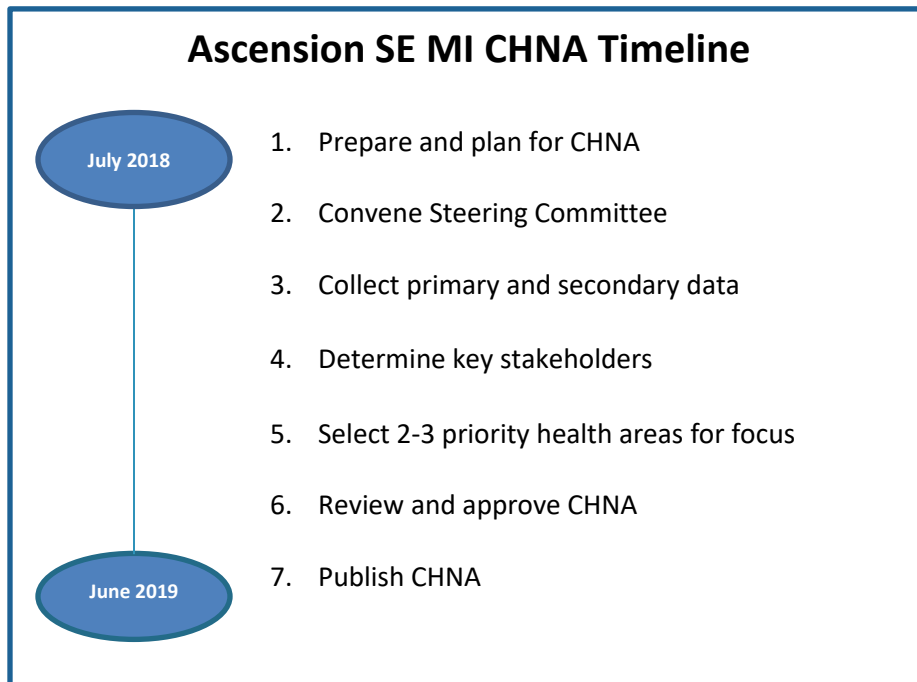 Ascension SE MI CHNA Timeline
July 2018
1. Prepare and plan for CHNA
2. Convene Steering Committee
3. Collect primary and secondary data
4. Determine key stakeholders
5. Select 2-3 priority health areas for focus
6. Review and approve CHNA
7. Publish CHNA
June 2019